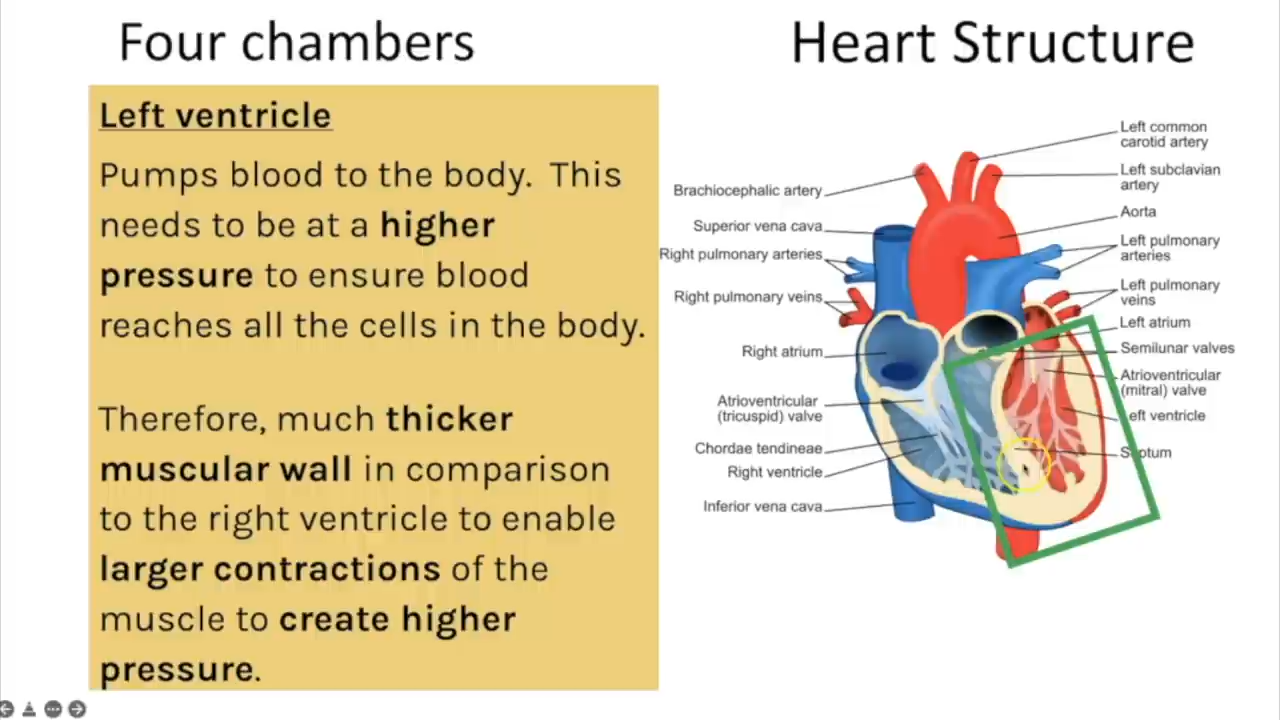 Four chambers
Heart Structure
Left ventricle
Pumps blood to the body. This
needs to be at a higher
pressure to ensure blood
reaches all the cells in the body.
Therefore, much thicker
muscular wall in comparison
to the right ventricle to enable
larger contractions of the
muscle to create higher
pressure.
Brachiocephalic artery
Superior vena cava
Right pulmonary arteries
Right pulmonary veins
Right atrium
Atrioventricular
(tricuspid) valve
Chordae tendineae
Right ventricle
Inferior vena cava
Left common
carotid artery
Left subclavian
artery
Aorta
Left pulmonary
arteries
Left pulmonary
veins
Left atrium
Semilunar valves
Atrioventricular
(mitral) valve
Left ventricle
Septum